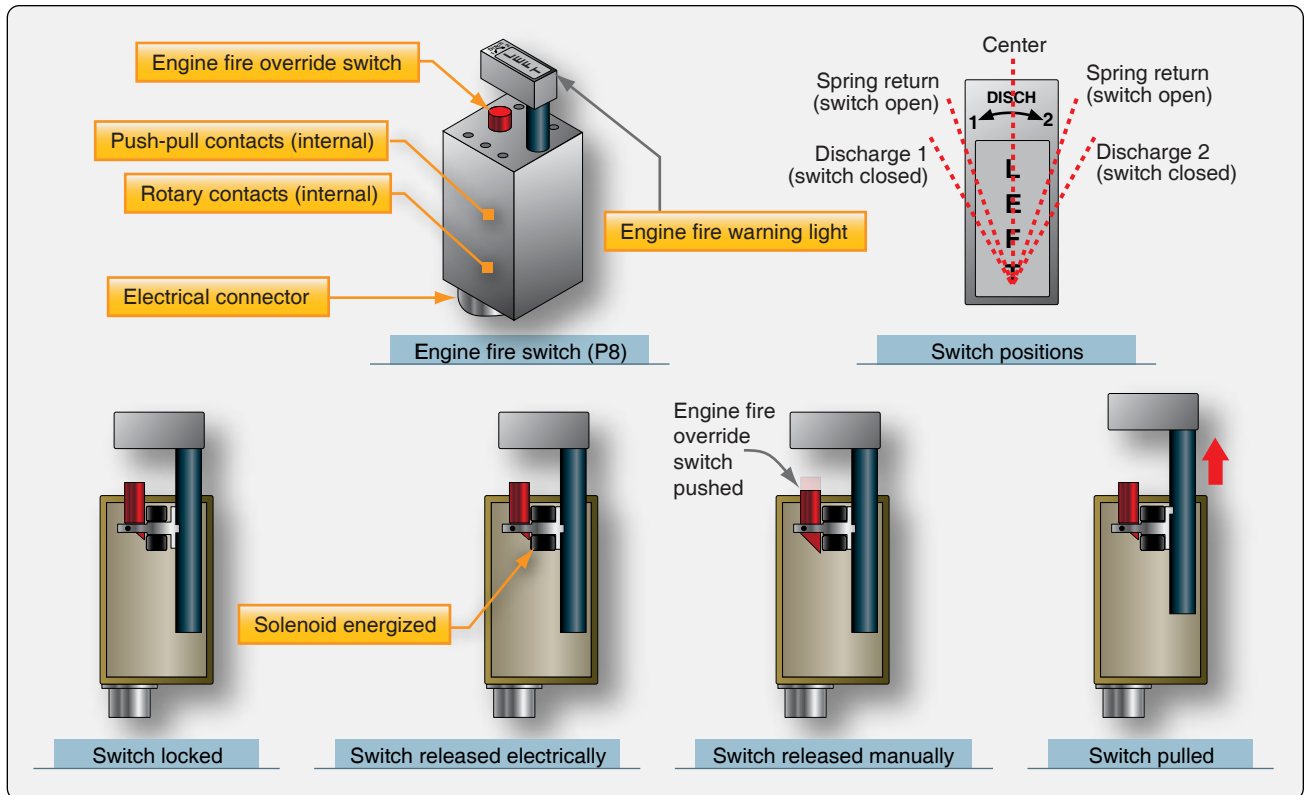 Engine fire override switch
Push-pull contacts (internal)
Rotary contacts (internal)
Electrical connector
LEFT
Engine fire warning light
Engine fire switch (P8)
Center
Spring return
(switch open)
Spring return
(switch open)
DISCH
1
2
Discharge 1
(switch closed)
Discharge 2
(switch closed)
L
E
F
T
Switch positions
Engine fire
override
switch
pushed
Solenoid energized
Switch locked
Switch released electrically
Switch released manually
Switch pulled